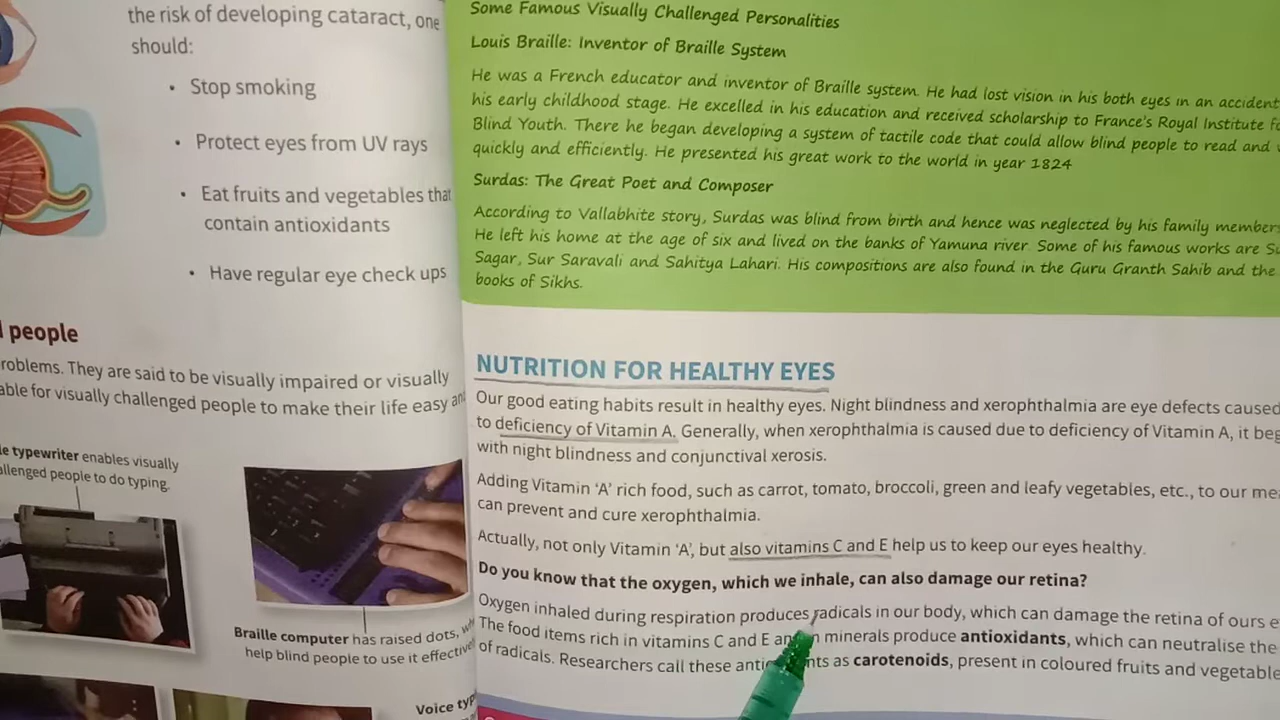 the risk of developing cataract, one
should:
• Stop smoking
• Protect eyes from UV rays
• Eat fruits and vegetables that
contain antioxidants
• Have regular eye check ups
people
roblems. They are said to be visually impaired or visually
able for visually challenged people to make their life easy
typewriter enables visually
allenged people to do typing.
Braille computer has raised dots,
help blind people to use it
Voice
Some Famous Visually Challenged Personalities
Louis Braille: Inventor of Braille System
He was a French educator and inventor of Braille system. He had lost vision in his both eyes in an accident
his early childhood stage. He excelled in his education and received scholarship to France's Royal Institute
Blind Youth. There he began developing a system of tactile code that could allow blind people to read and
quickly and efficiently. He presented his great work to the world in year 1824
Surdas: The Great Poet and Composer
According to Vallabhite story, Surdas was blind from birth and hence was neglected by his family
He left his home at the age of six and lived on the banks of Yamuna river. Some of his famous works are
Sagar, Sur Saravali and Sahitya Lahari. His compositions are also found in the Guru Granth Sahib and the
books of Sikhs.
NUTRITION FOR HEALTHY EYES
Our good eating habits result in healthy eyes. Night blindness and xerophthalmia are eye defects caused
to deficiency of Vitamin A. Generally, when xerophthalmia is caused due to deficiency of Vitamin A, it
with night blindness and conjunctival xerosis.
Adding Vitamin ‘A’ rich food, such as carrot, tomato, broccoli, green and leafy vegetables, etc., to our
can prevent and cure xerophthalmia.
Actually, not only Vitamin ‘A’, but also vitamins C and E help us to keep our eyes healthy.
Do you know that the oxygen, which we inhale, can also damage our retina?
Oxygen inhaled during respiration produces radicals in our body, which can damage the retina of ours
The food items rich in vitamins C and E minerals produce antioxidants, which can neutralise the
of radicals. Researchers call these as carotenoids, present in coloured fruits and